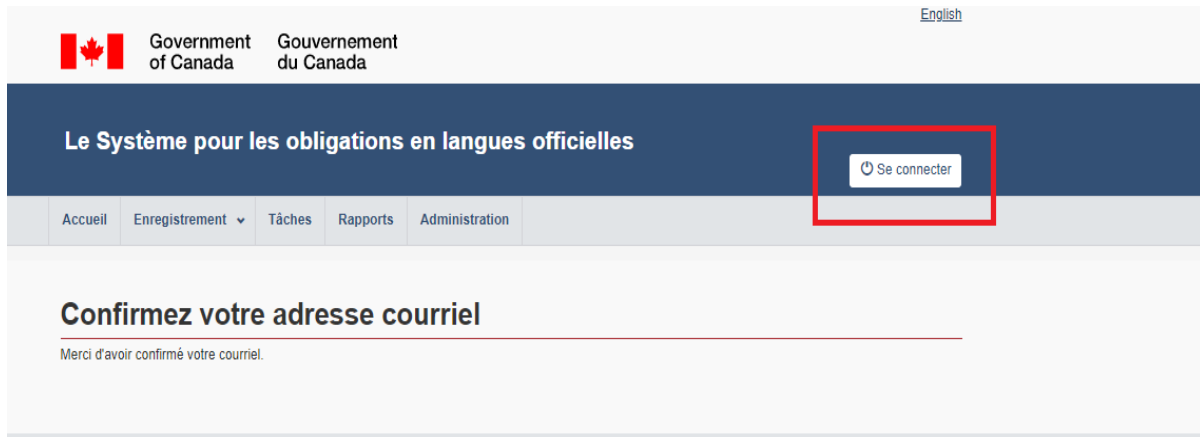 English
Government Gouvernement
of Canada du Canada
Le Système pour les obligations en langues officielles
Se connecter
Accueil Enregistrement Tâches Rapports Administration
Confirmez votre adresse courriel
Merci d'avoir confirmé votre courriel.